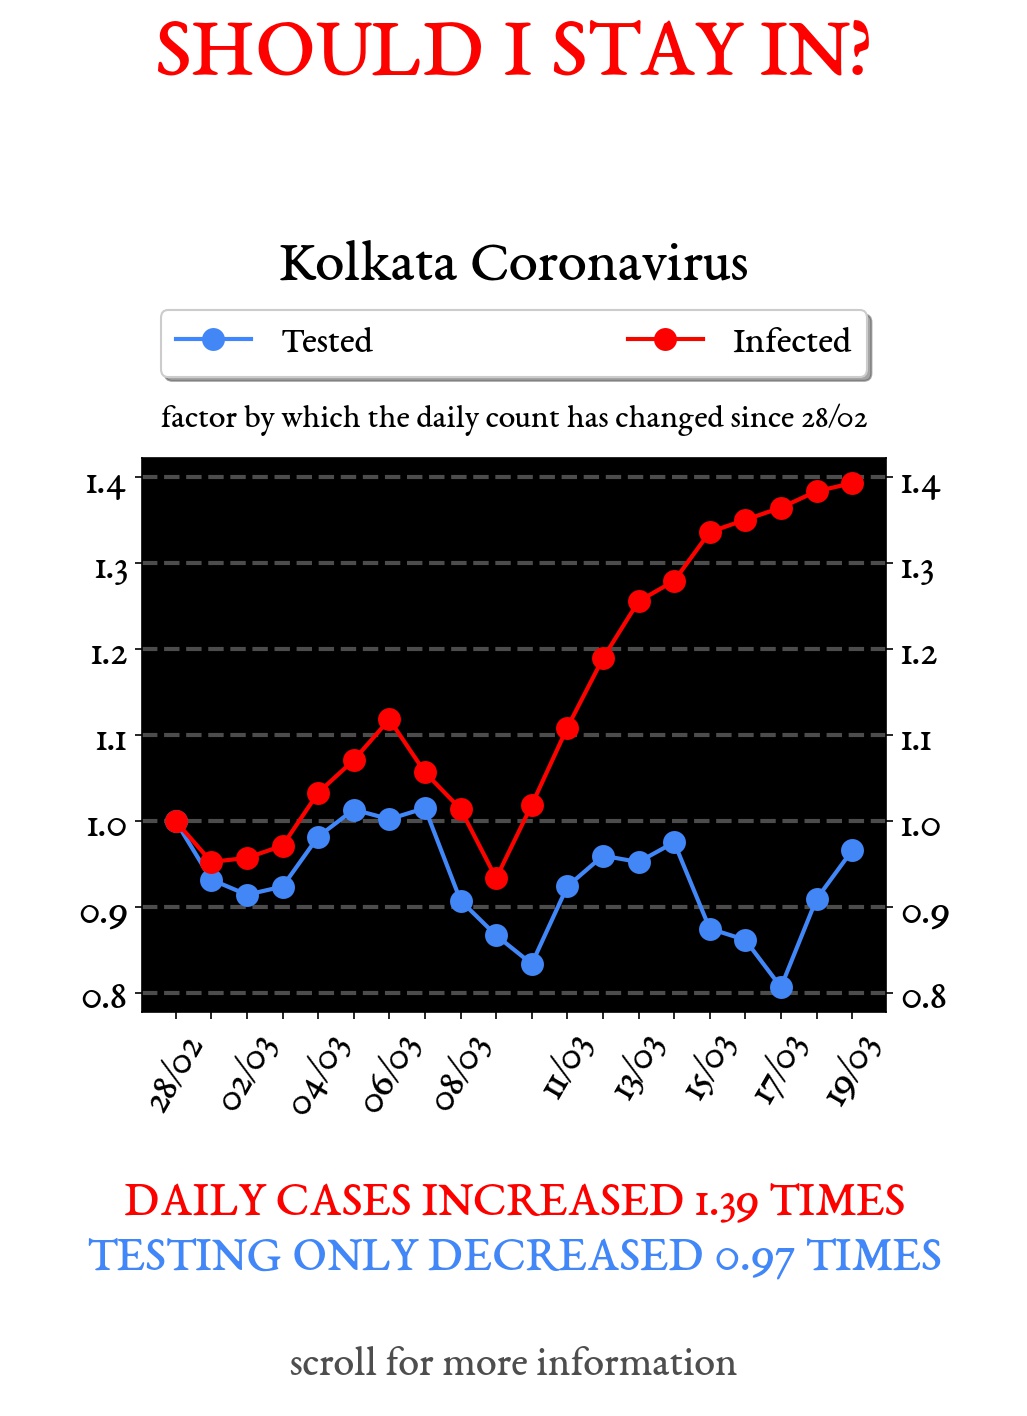 SHOULD I STAY IN?
Kolkata Coronavirus
Tested Infected
factor by which the daily count has changed since 28/02
1.4 1.4
1.3 1.3
1.2 1.2
1.1 1.1
1.0 1.0
0.9 0.9
0.8 0.8
28/02 02/03 04/03 06/03 08/03 11/03 13/03 15/03 17/03 19/03
DAILY CASES INCREASED 1.39 TIMES
TESTING ONLY DECREASED 0.97 TIMES
scroll for more information